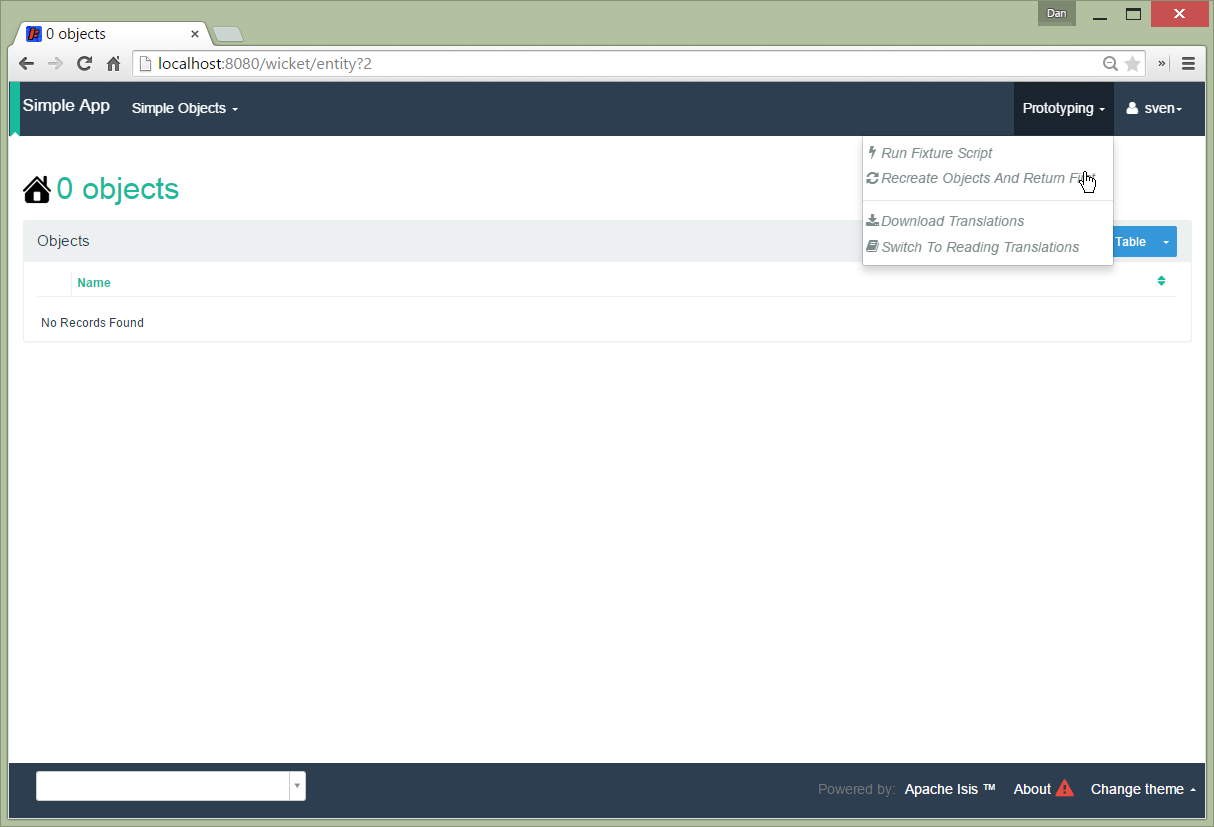 Dan
0 objects
localhost:8080/wicket/entity?2
Simple App
Simple Objects
Prototyping
sven
Run Fixture Script
Recreate Objects And Return
Download Translations
Switch To Reading Translations
0 objects
Objects
Table
Name
No Records Found
Powered by:
Apache Isis ™
About
Change theme